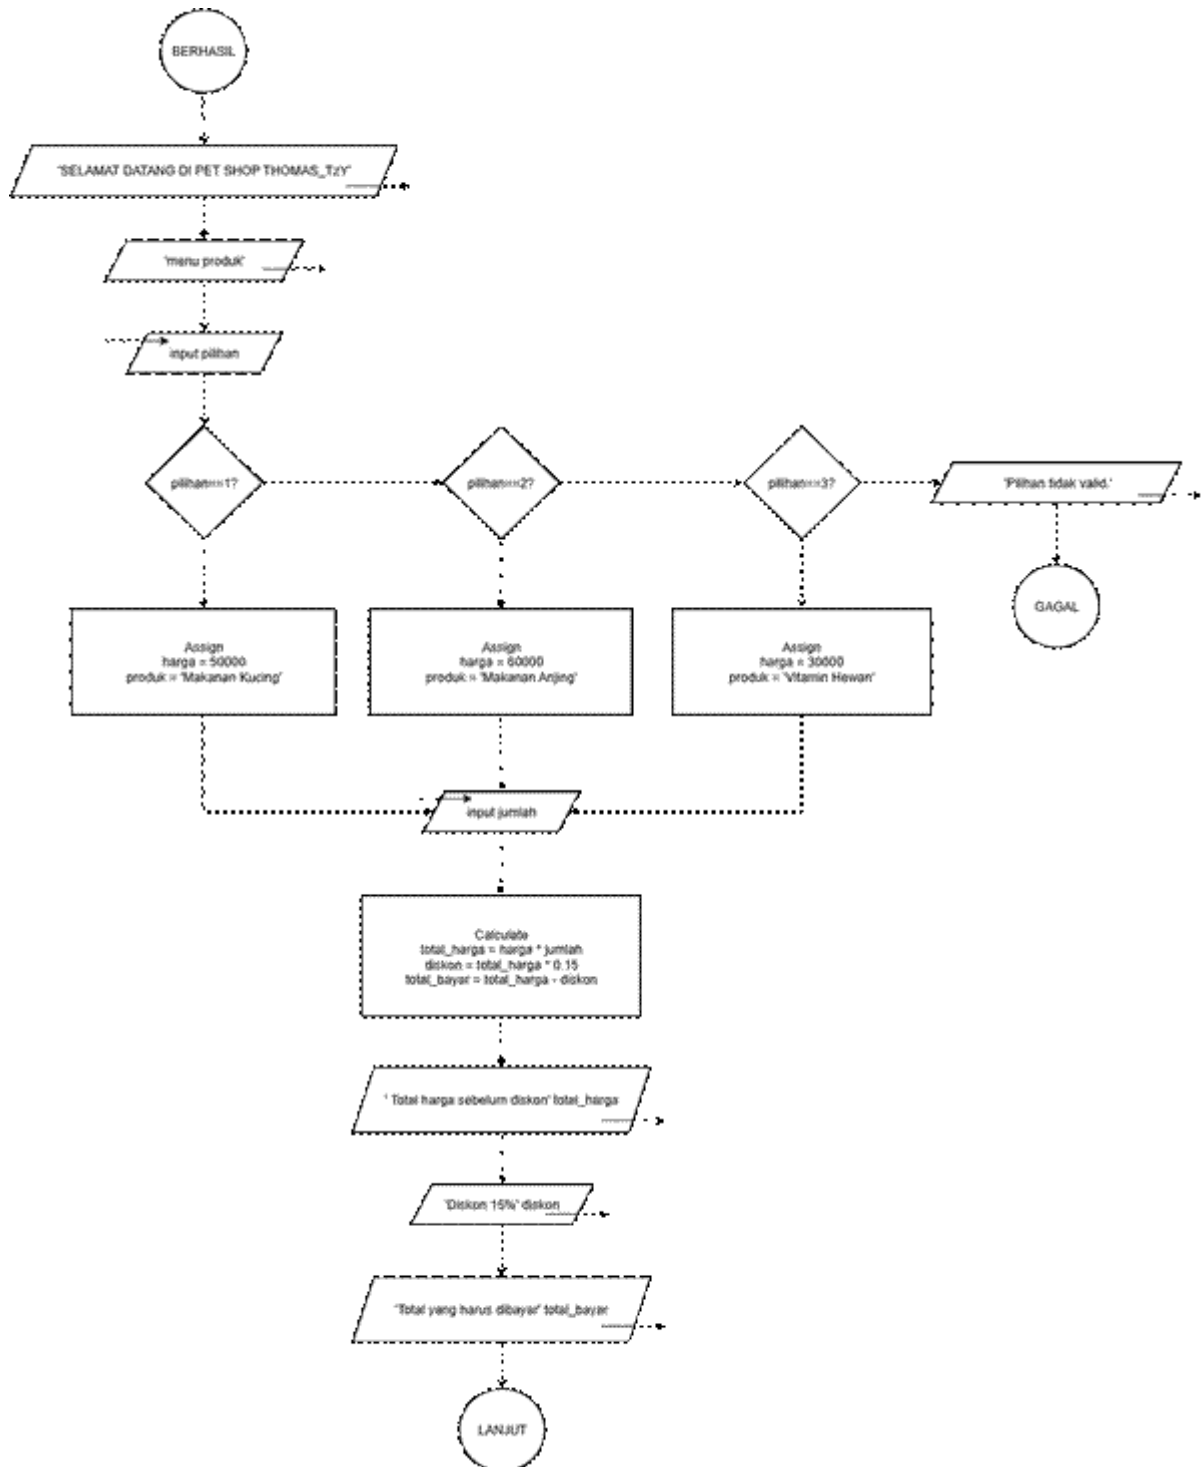 BERHASIL
"SELAMAT DATANG DI PET SHOP THOMAS_TzY"
"menu produk"
input pilihan
pilihan==1?
pilihan==2?
pilihan==3?
"Pilihan tidak valid."
GAGAL
Assign
harga = 50000
produk = "Makanan Kucing"
Assign
harga = 60000
produk = "Makanan Anjing"
Assign
harga = 30000
produk = "Vitamin Hewan"
input jumlah
Calculate
total_harga = harga * jumlah
diskon = total_harga * 0.15
total_bayar = total_harga - diskon
" Total harga sebelum diskon" total_harga
"Diskon 15%" diskon
"Total yang harus dibayar" total_bayar
LANJUT